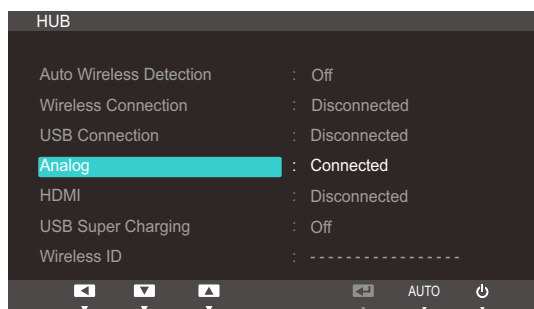 HUB
Auto Wireless Detection : Off
Wireless Connection : Disconnected
USB Connection : Disconnected
Analog : Connected
HDMI : Disconnected
USB Super Charging : Off
Wireless ID : - - - - - - - - - - - - - - - - -
AUTO